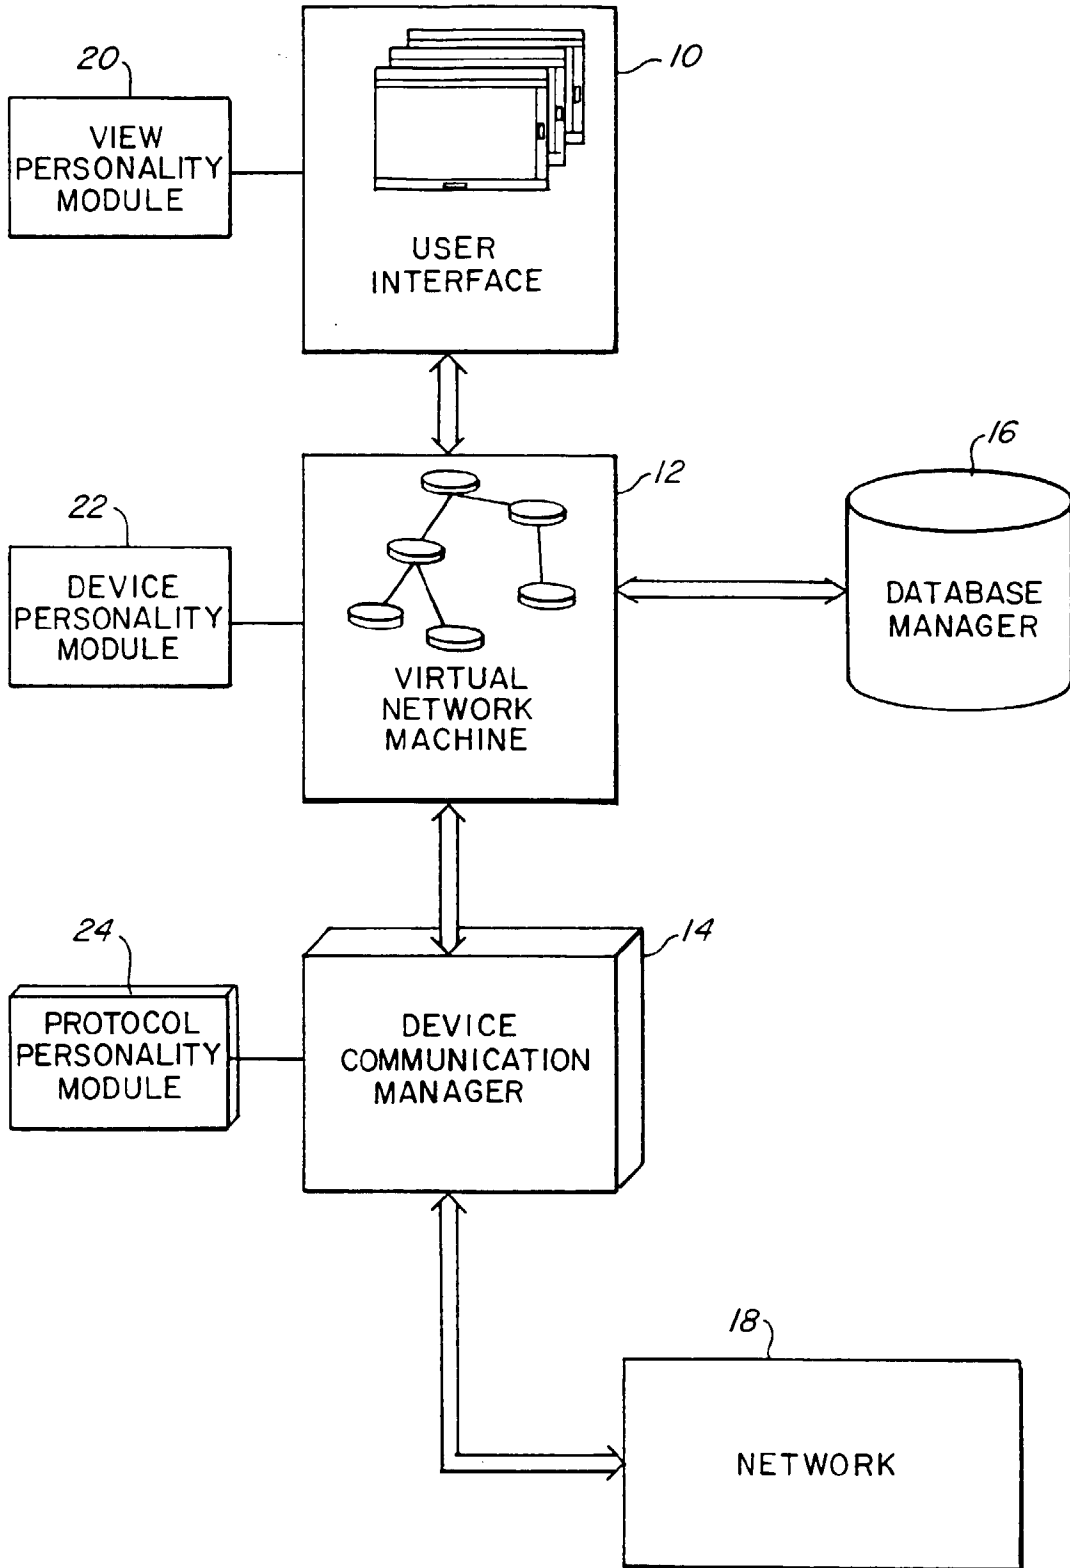 20
10
VIEW
PERSONALITY
MODULE
USER
INTERFACE
16
12
22
DEVICE
PERSONALITY
MODULE
DATABASE
MANAGER
VIRTUAL
NETWORK
MACHINE
24
14
PROTOCOL
PERSONALITY
MODULE
DEVICE
COMMUNICATION
MANAGER
18
NETWORK